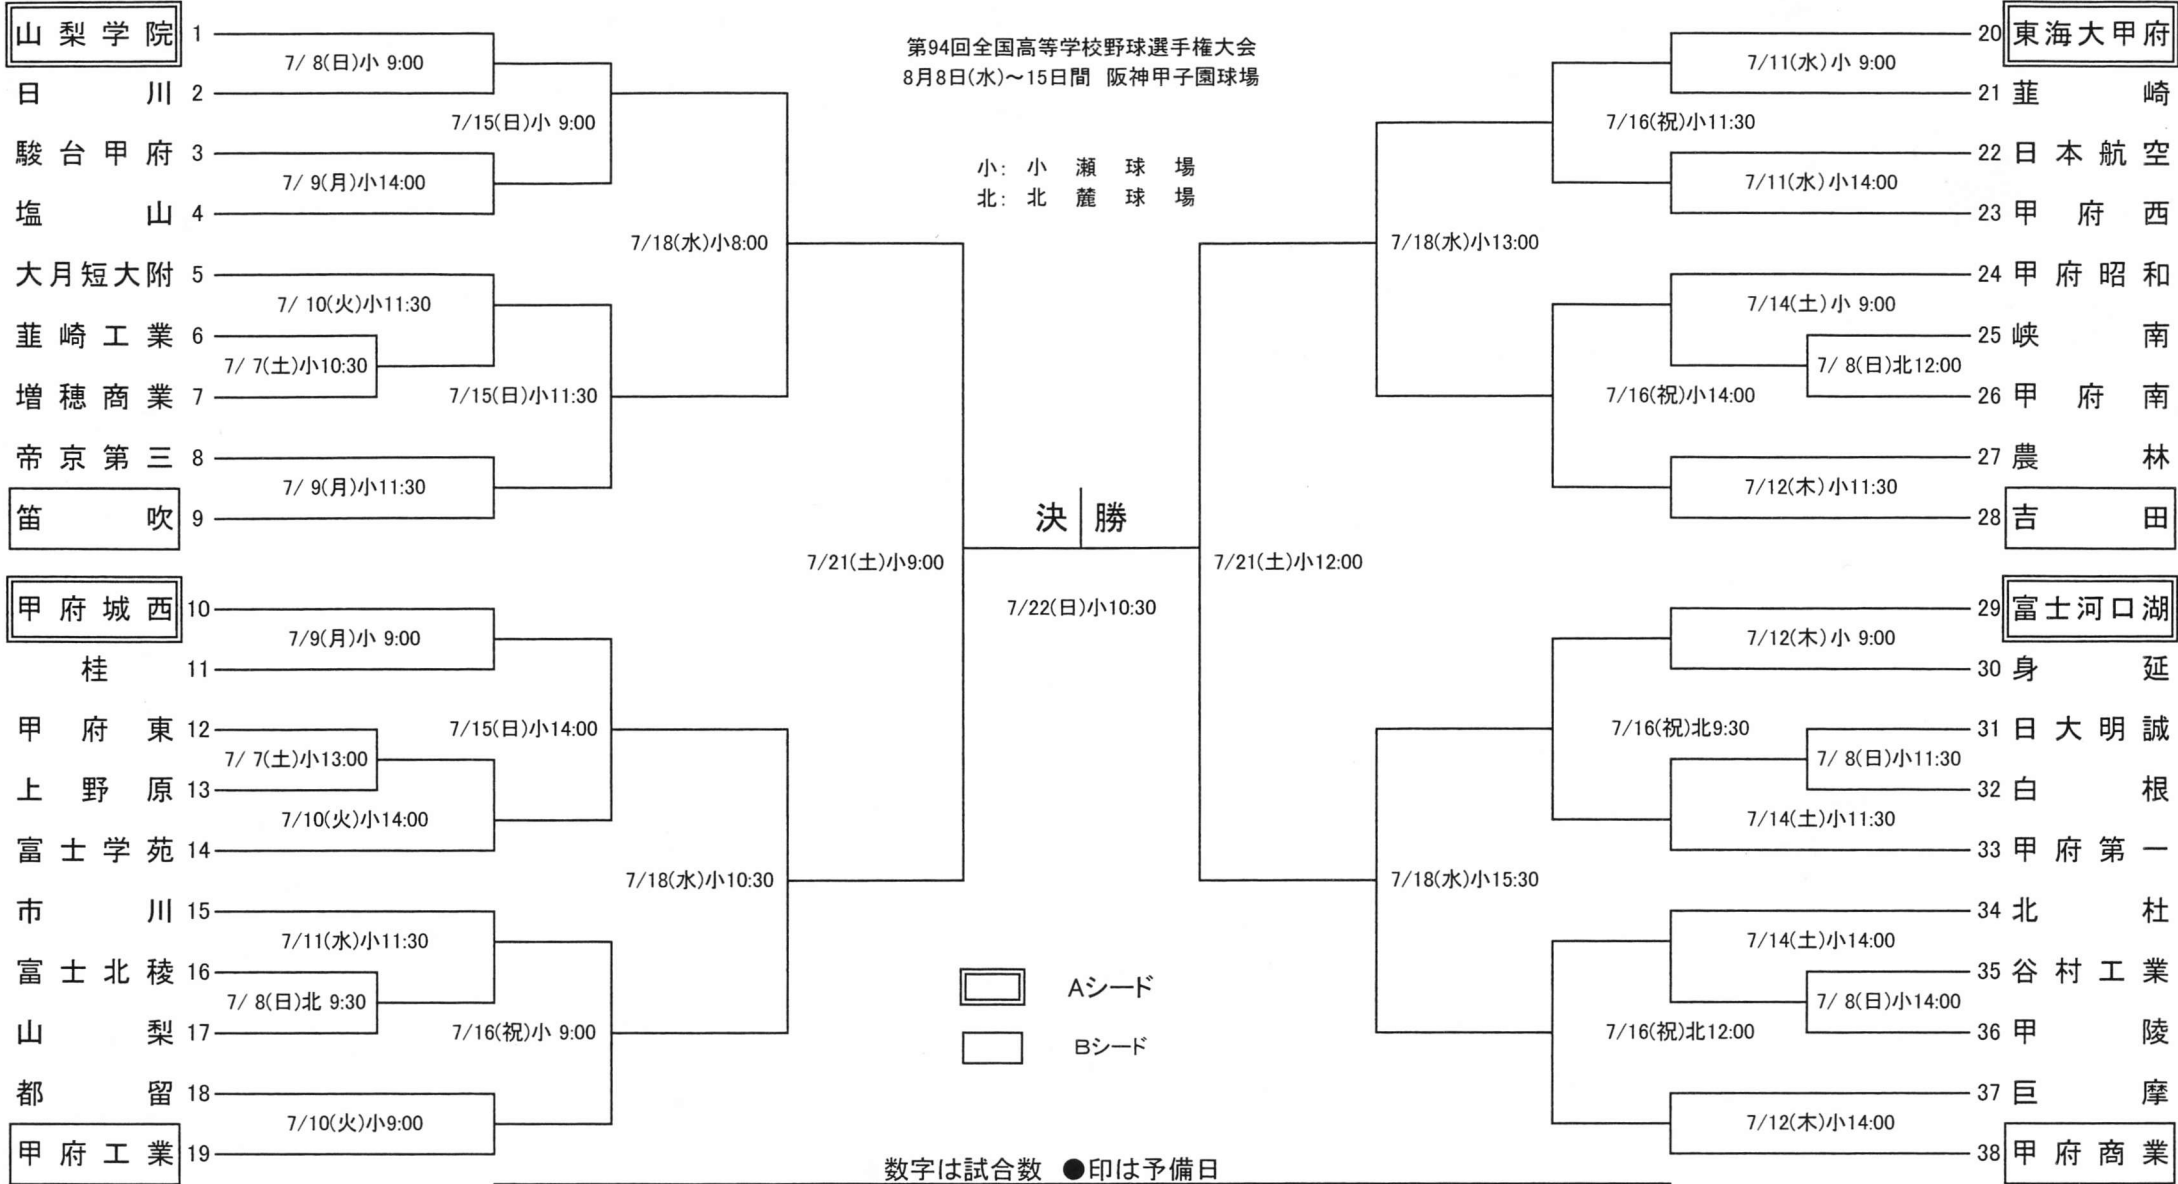 第94回全国高等学校野球選手権大会
8月8日(水)～15日間 阪神甲子園球場
小: 小瀬球場
北: 北麓球場
山梨学院 1
7/ 8(日)小 9:00
日川 2
7/15(日)小 9:00
駿台甲府 3
7/ 9(月)小14:00
塩山 4
7/18(水)小8:00
大月短大附 5
7/ 10(火)小11:30
韮崎工業 6
7/ 7(土)小10:30
増穂商業 7
7/15(日)小11:30
帝京第三 8
7/ 9(月)小11:30
笛吹 9
7/21(土)小9:00
甲府城西 10
7/9(月)小 9:00
桂 11
甲府東 12
7/15(日)小14:00
7/ 7(土)小13:00
上野原 13
7/10(火)小14:00
富士学苑 14
7/18(水)小10:30
市川 15
7/11(水)小11:30
富士北稜 16
7/ 8(日)北 9:30
山梨 17
7/16(祝)小 9:00
都留 18
7/10(火)小9:00
甲府工業 19
決勝
7/22(日)小10:30
20 東海大甲府
7/11(水)小 9:00
21 韮崎
7/16(祝)小11:30
22 日本航空
7/11(水)小14:00
23 甲府西
7/18(水)小13:00
24 甲府昭和
7/14(土)小 9:00
25 峡南
7/ 8(日)北12:00
26 甲府南
7/16(祝)小14:00
27 農林
7/12(木)小11:30
28 吉田
7/21(土)小12:00
29 富士河口湖
7/12(木)小 9:00
30 身延
7/16(祝)北9:30
31 日大明誠
7/ 8(日)小11:30
32 白根
7/14(土)小11:30
33 甲府第一
7/18(水)小15:30
34 北杜
7/14(土)小14:00
35 谷村工業
7/ 8(日)小14:00
36 甲陵
7/16(祝)北12:00
37 巨摩
7/12(木)小14:00
38 甲府商業
Aシード
Bシード
数字は試合数 ●印は予備日